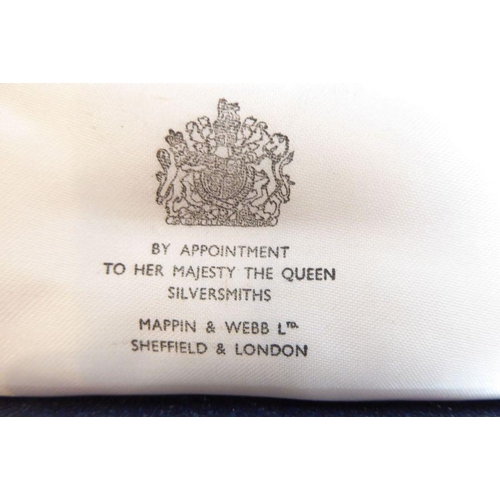 BY APPOINTMENT
TO HER MAJESTY THE QUEEN
SILVERSMITHS
MAPPIN & WEBB LTD.
SHEFFIELD & LONDON